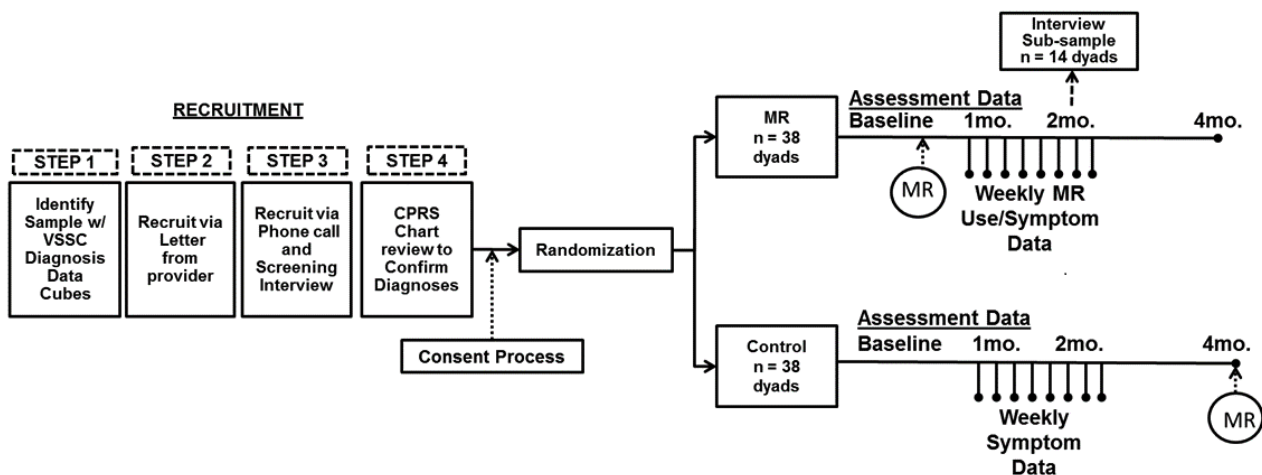 RECRUITMENT
STEP 1
Identify
Sample w/
VSSC
Diagnosis
Data
Cubes
STEP 2
Recruit via
Letter
from
provider
STEP 3
Recruit via
Phone call
and
Screening
Interview
STEP 4
CPRS
Chart
review to
Confirm
Diagnoses
Consent Process
Randomization
MR
n = 38
dyads
Assessment Data
Baseline
1mo.
2mo.
4mo.
Interview
Sub-sample
n = 14 dyads
MR
Weekly MR
Use/Symptom
Data
Control
n = 38
dyads
Assessment Data
Baseline
1mo.
2mo.
4mo.
Weekly
Symptom
Data
MR